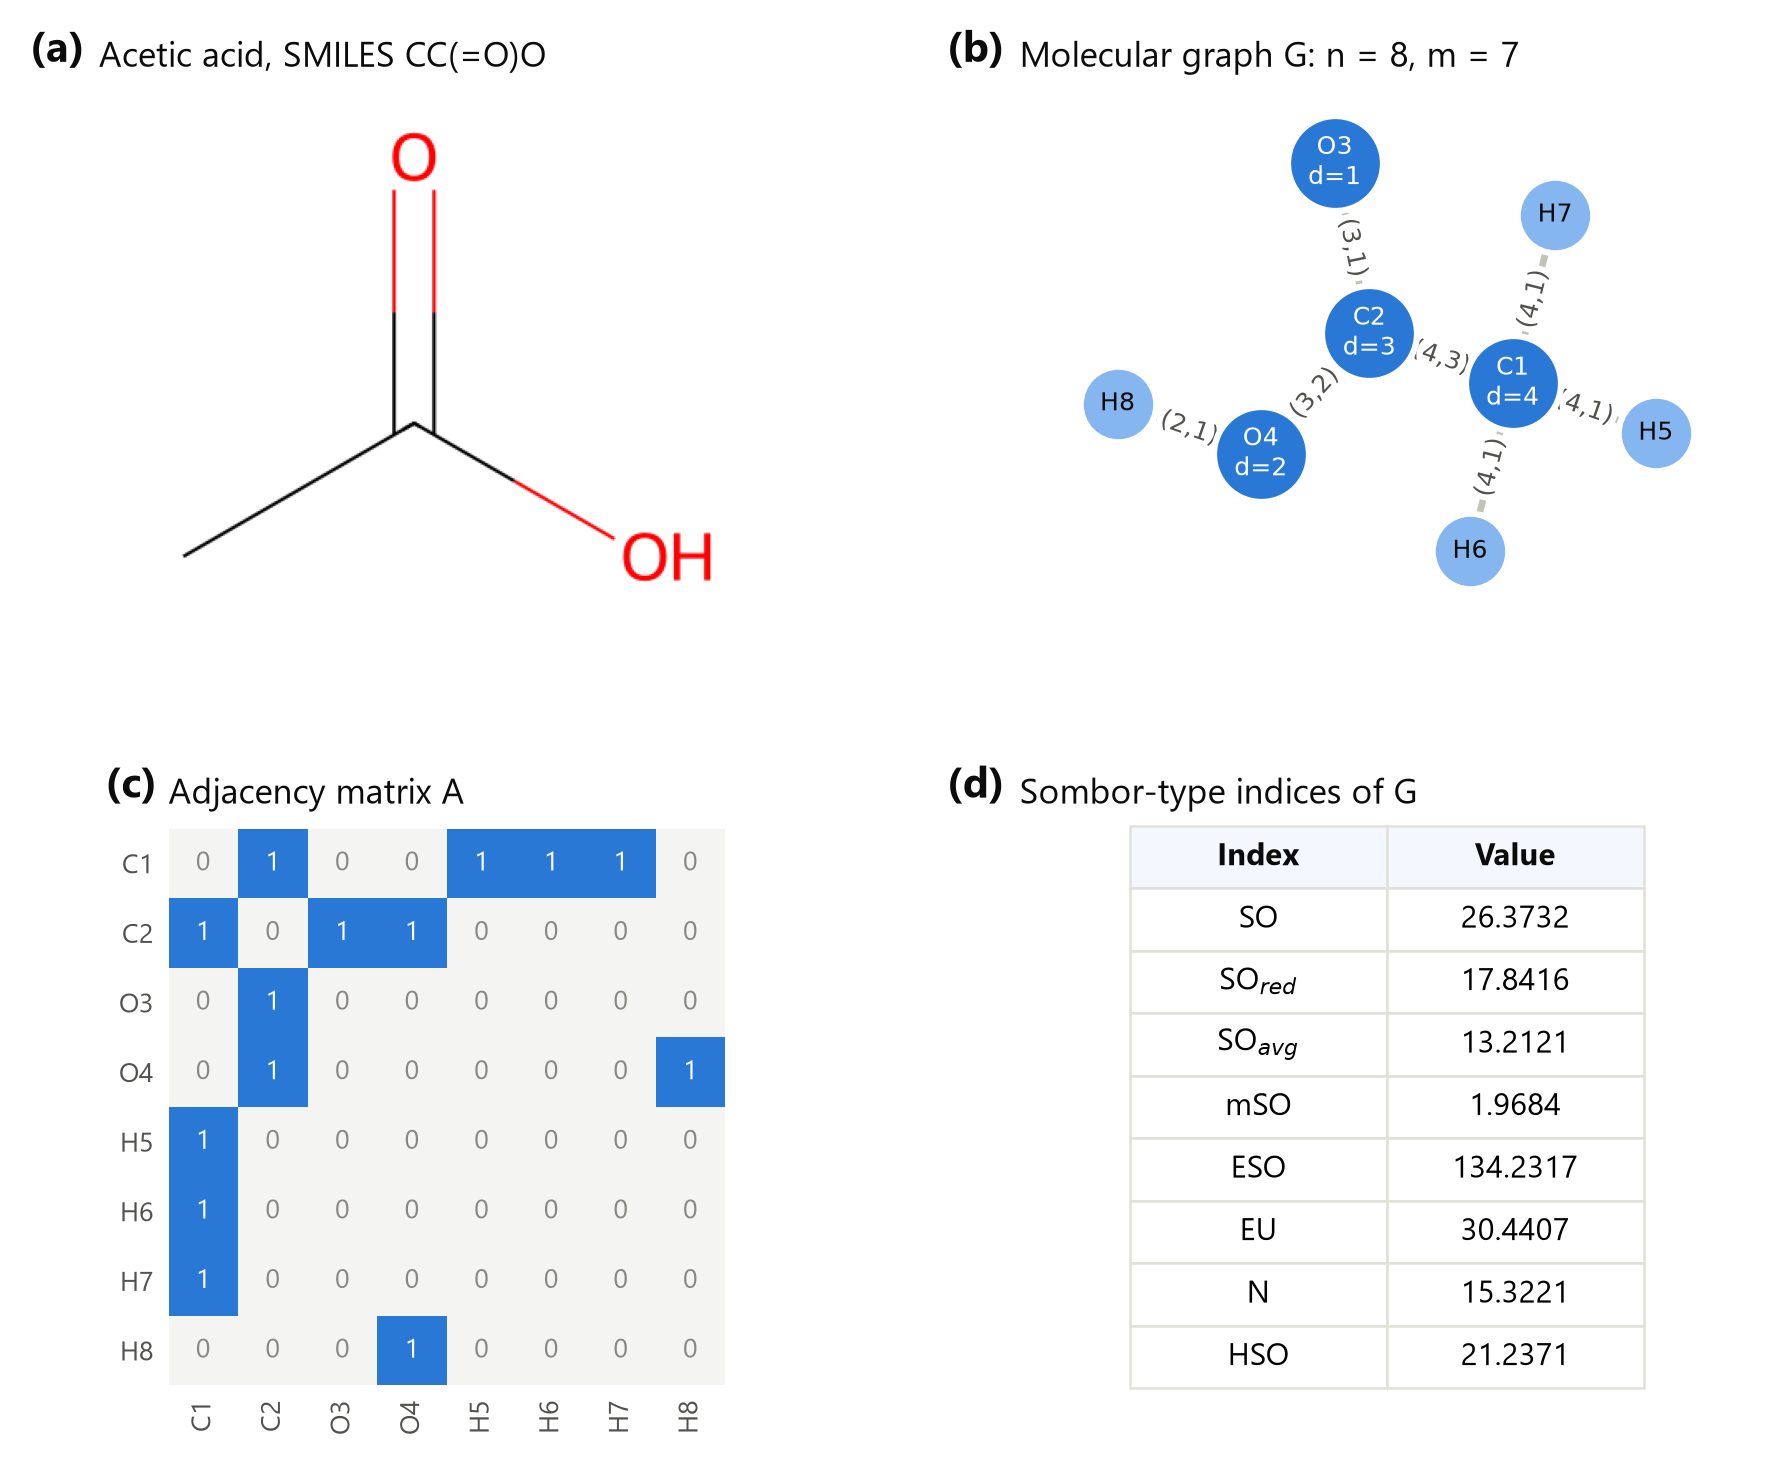 (a) Acetic acid, SMILES CC(=O)O
O
OH
(b) Molecular graph G: n = 8, m = 7
O3
d=1
H7
(3,1)
(4,1)
C2
d=3
(4,3)
C1
d=4
H8
(2,1)
(3,2)
(4,1)
H5
O4
d=2
(4,1)
H6
(c) Adjacency matrix A
C1 0 1 0 0 1 1 1 0
C2 1 0 1 1 0 0 0 0
O3 0 1 0 0 0 0 0 0
O4 0 1 0 0 0 0 0 1
H5 1 0 0 0 0 0 0 0
H6 1 0 0 0 0 0 0 0
H7 1 0 0 0 0 0 0 0
H8 0 0 0 1 0 0 0 0
C1 C2 O3 O4 H5 H6 H7 H8
(d) Sombor-type indices of G
Index Value
SO 26.3732
SOred 17.8416
SOavg 13.2121
mSO 1.9684
ESO 134.2317
EU 30.4407
N 15.3221
HSO 21.2371